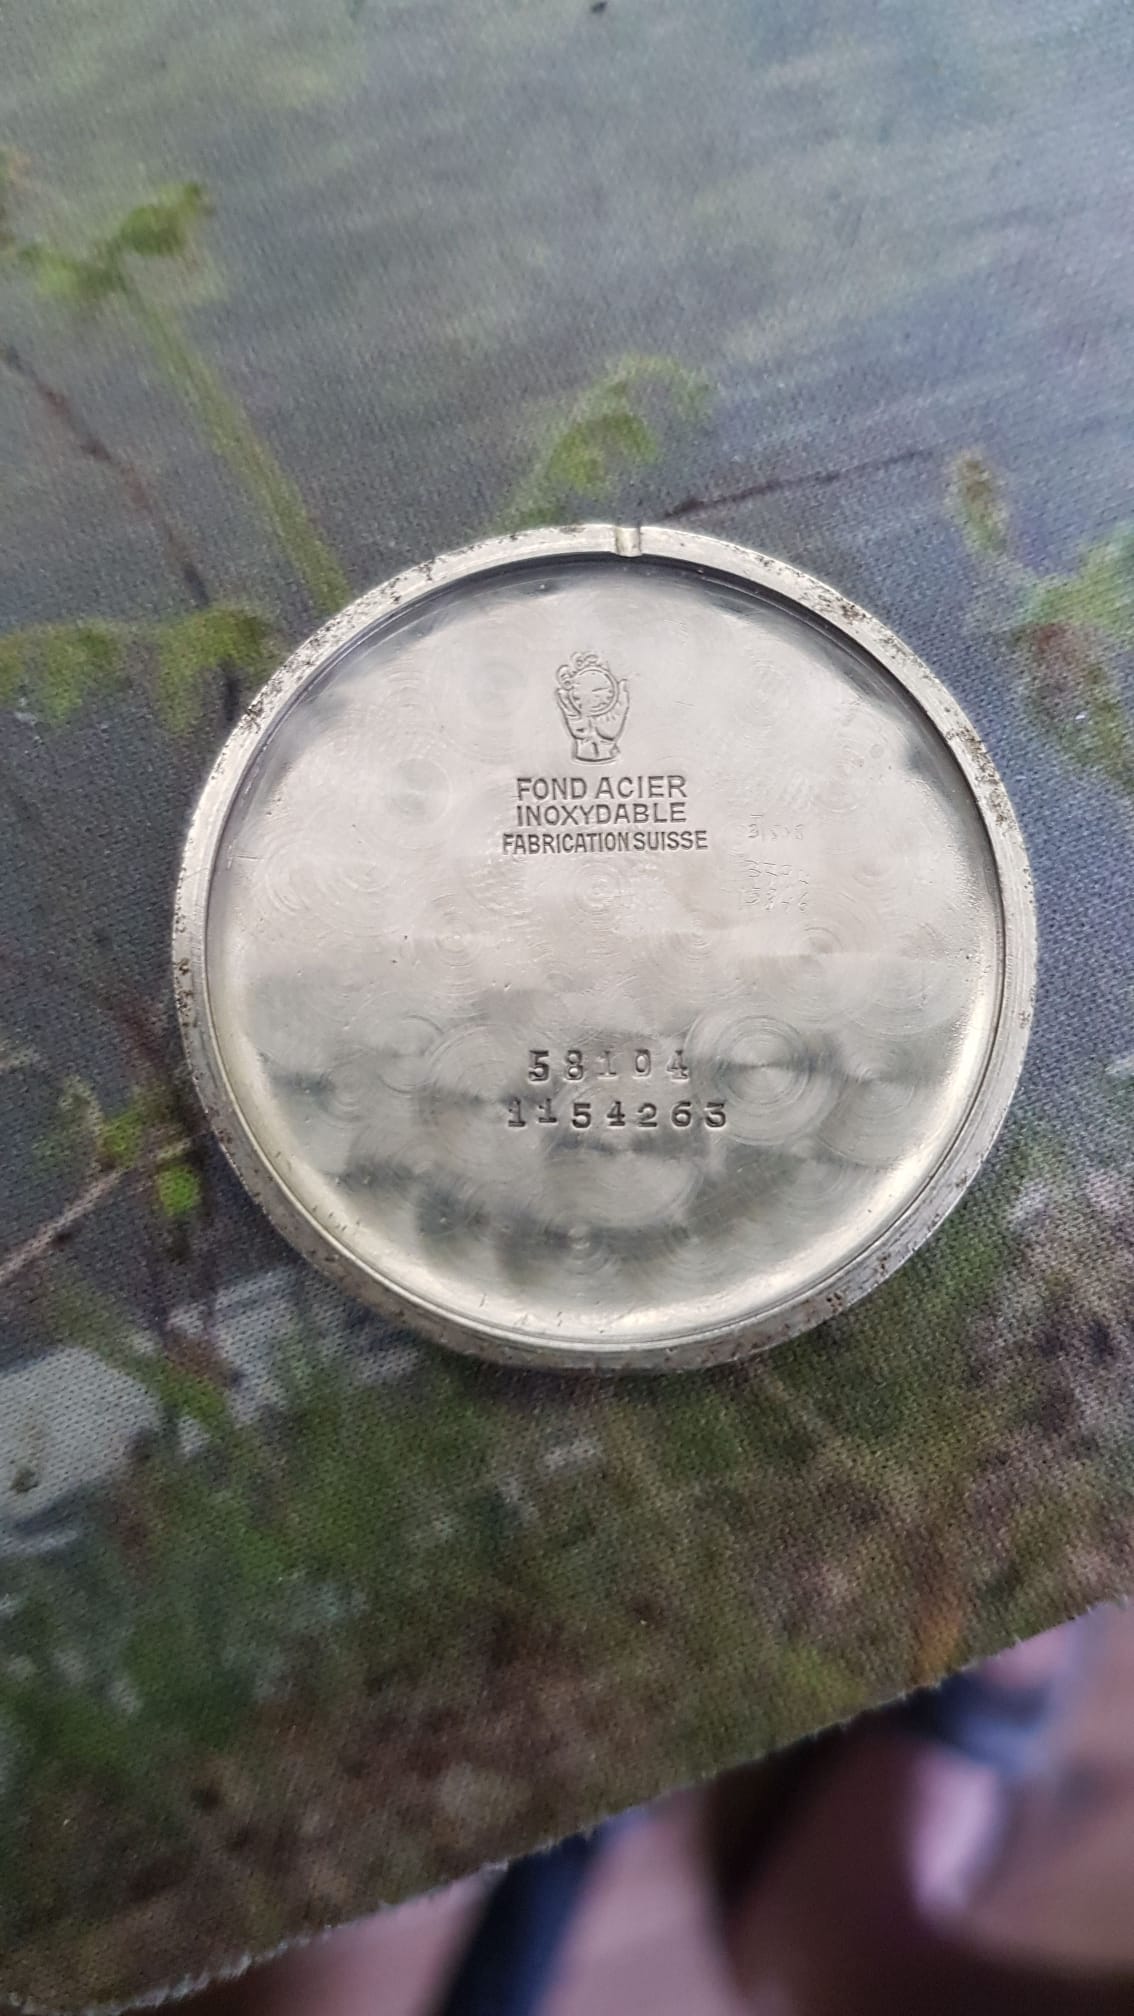 FOND ACIER
INOXYDABLE
FABRICATION SUISSE
58104
1154263